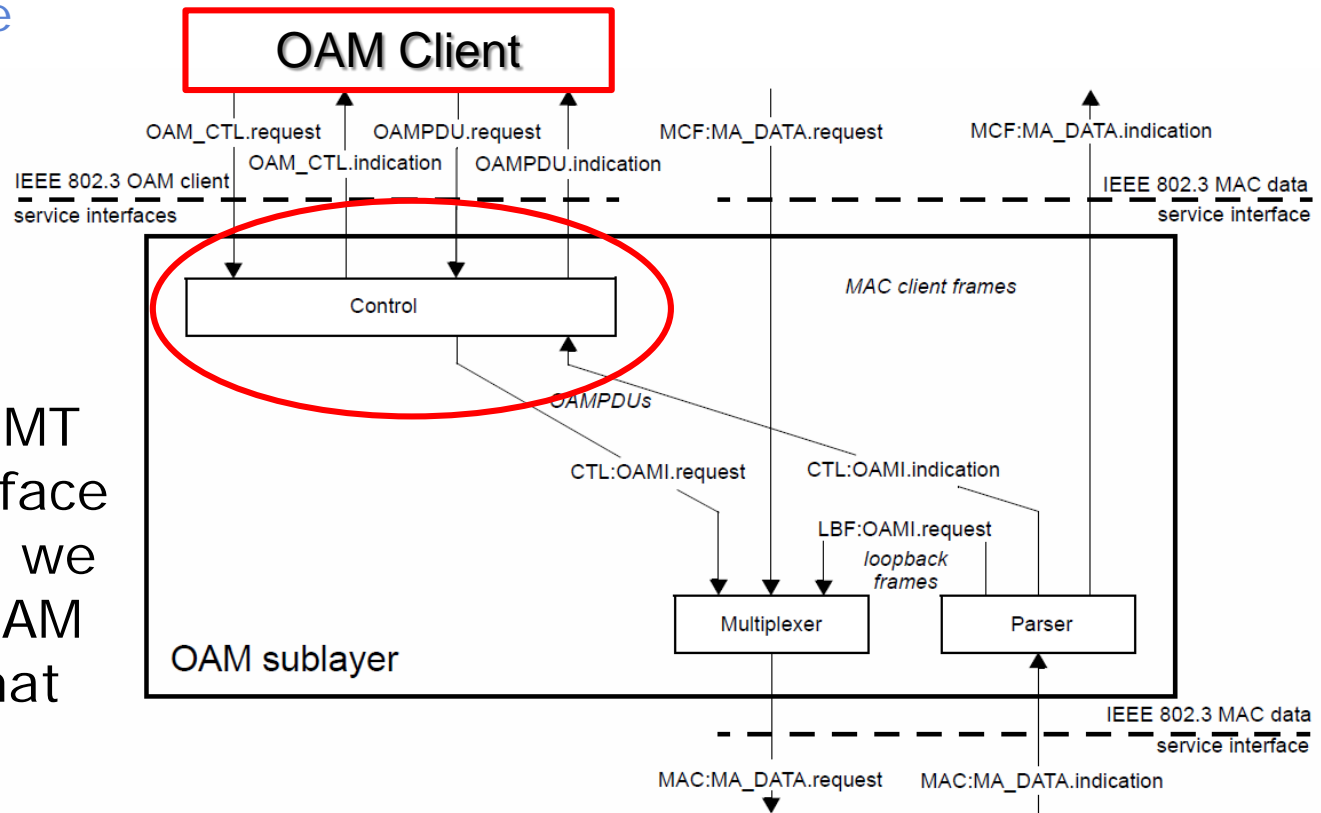 e
OAM Client
OAM_CTL.request
OAMPDU.request
MCF:MA_DATA.request
MCF:MA_DATA.indication
OAM_CTL.indication
OAMPDU.indication
IEEE 802.3 OAM client
service interfaces
IEEE 802.3 MAC data
service interface
Control
MAC client frames
OAMPDUs
MT
face
we
AM
nat
CTL:OAMI.request
CTL:OAMI.indication
LBF:OAMI.request
loopback
frames
Multiplexer
Parser
OAM sublayer
IEEE 802.3 MAC data
service interface
MAC:MA_DATA.request
MAC:MA_DATA.indication